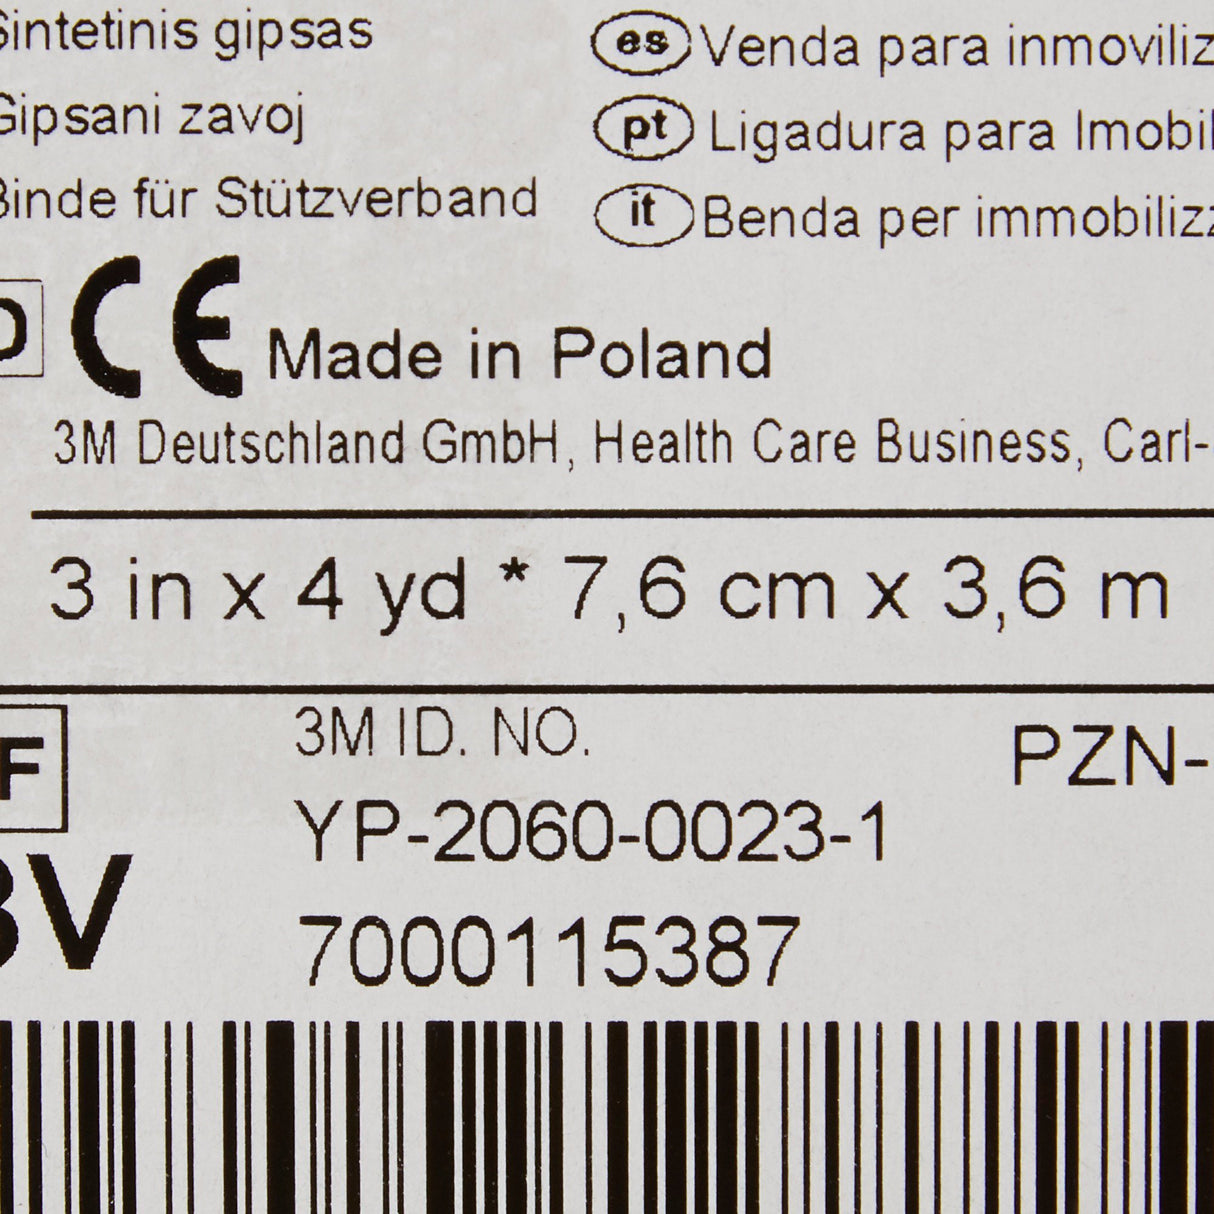 Sintetinis gipsas
Gipsani zavoj
Binde für Stützverband
es Venda para inmoviliz
pt Ligadura para Imobil
it Benda per immobilizz
CE Made in Poland
3M Deutschland GmbH, Health Care Business, Carl-
3 in x 4 yd * 7,6 cm x 3,6 m
F
3M ID. NO.
PZN-
YP-2060-0023-1
V
7000115387